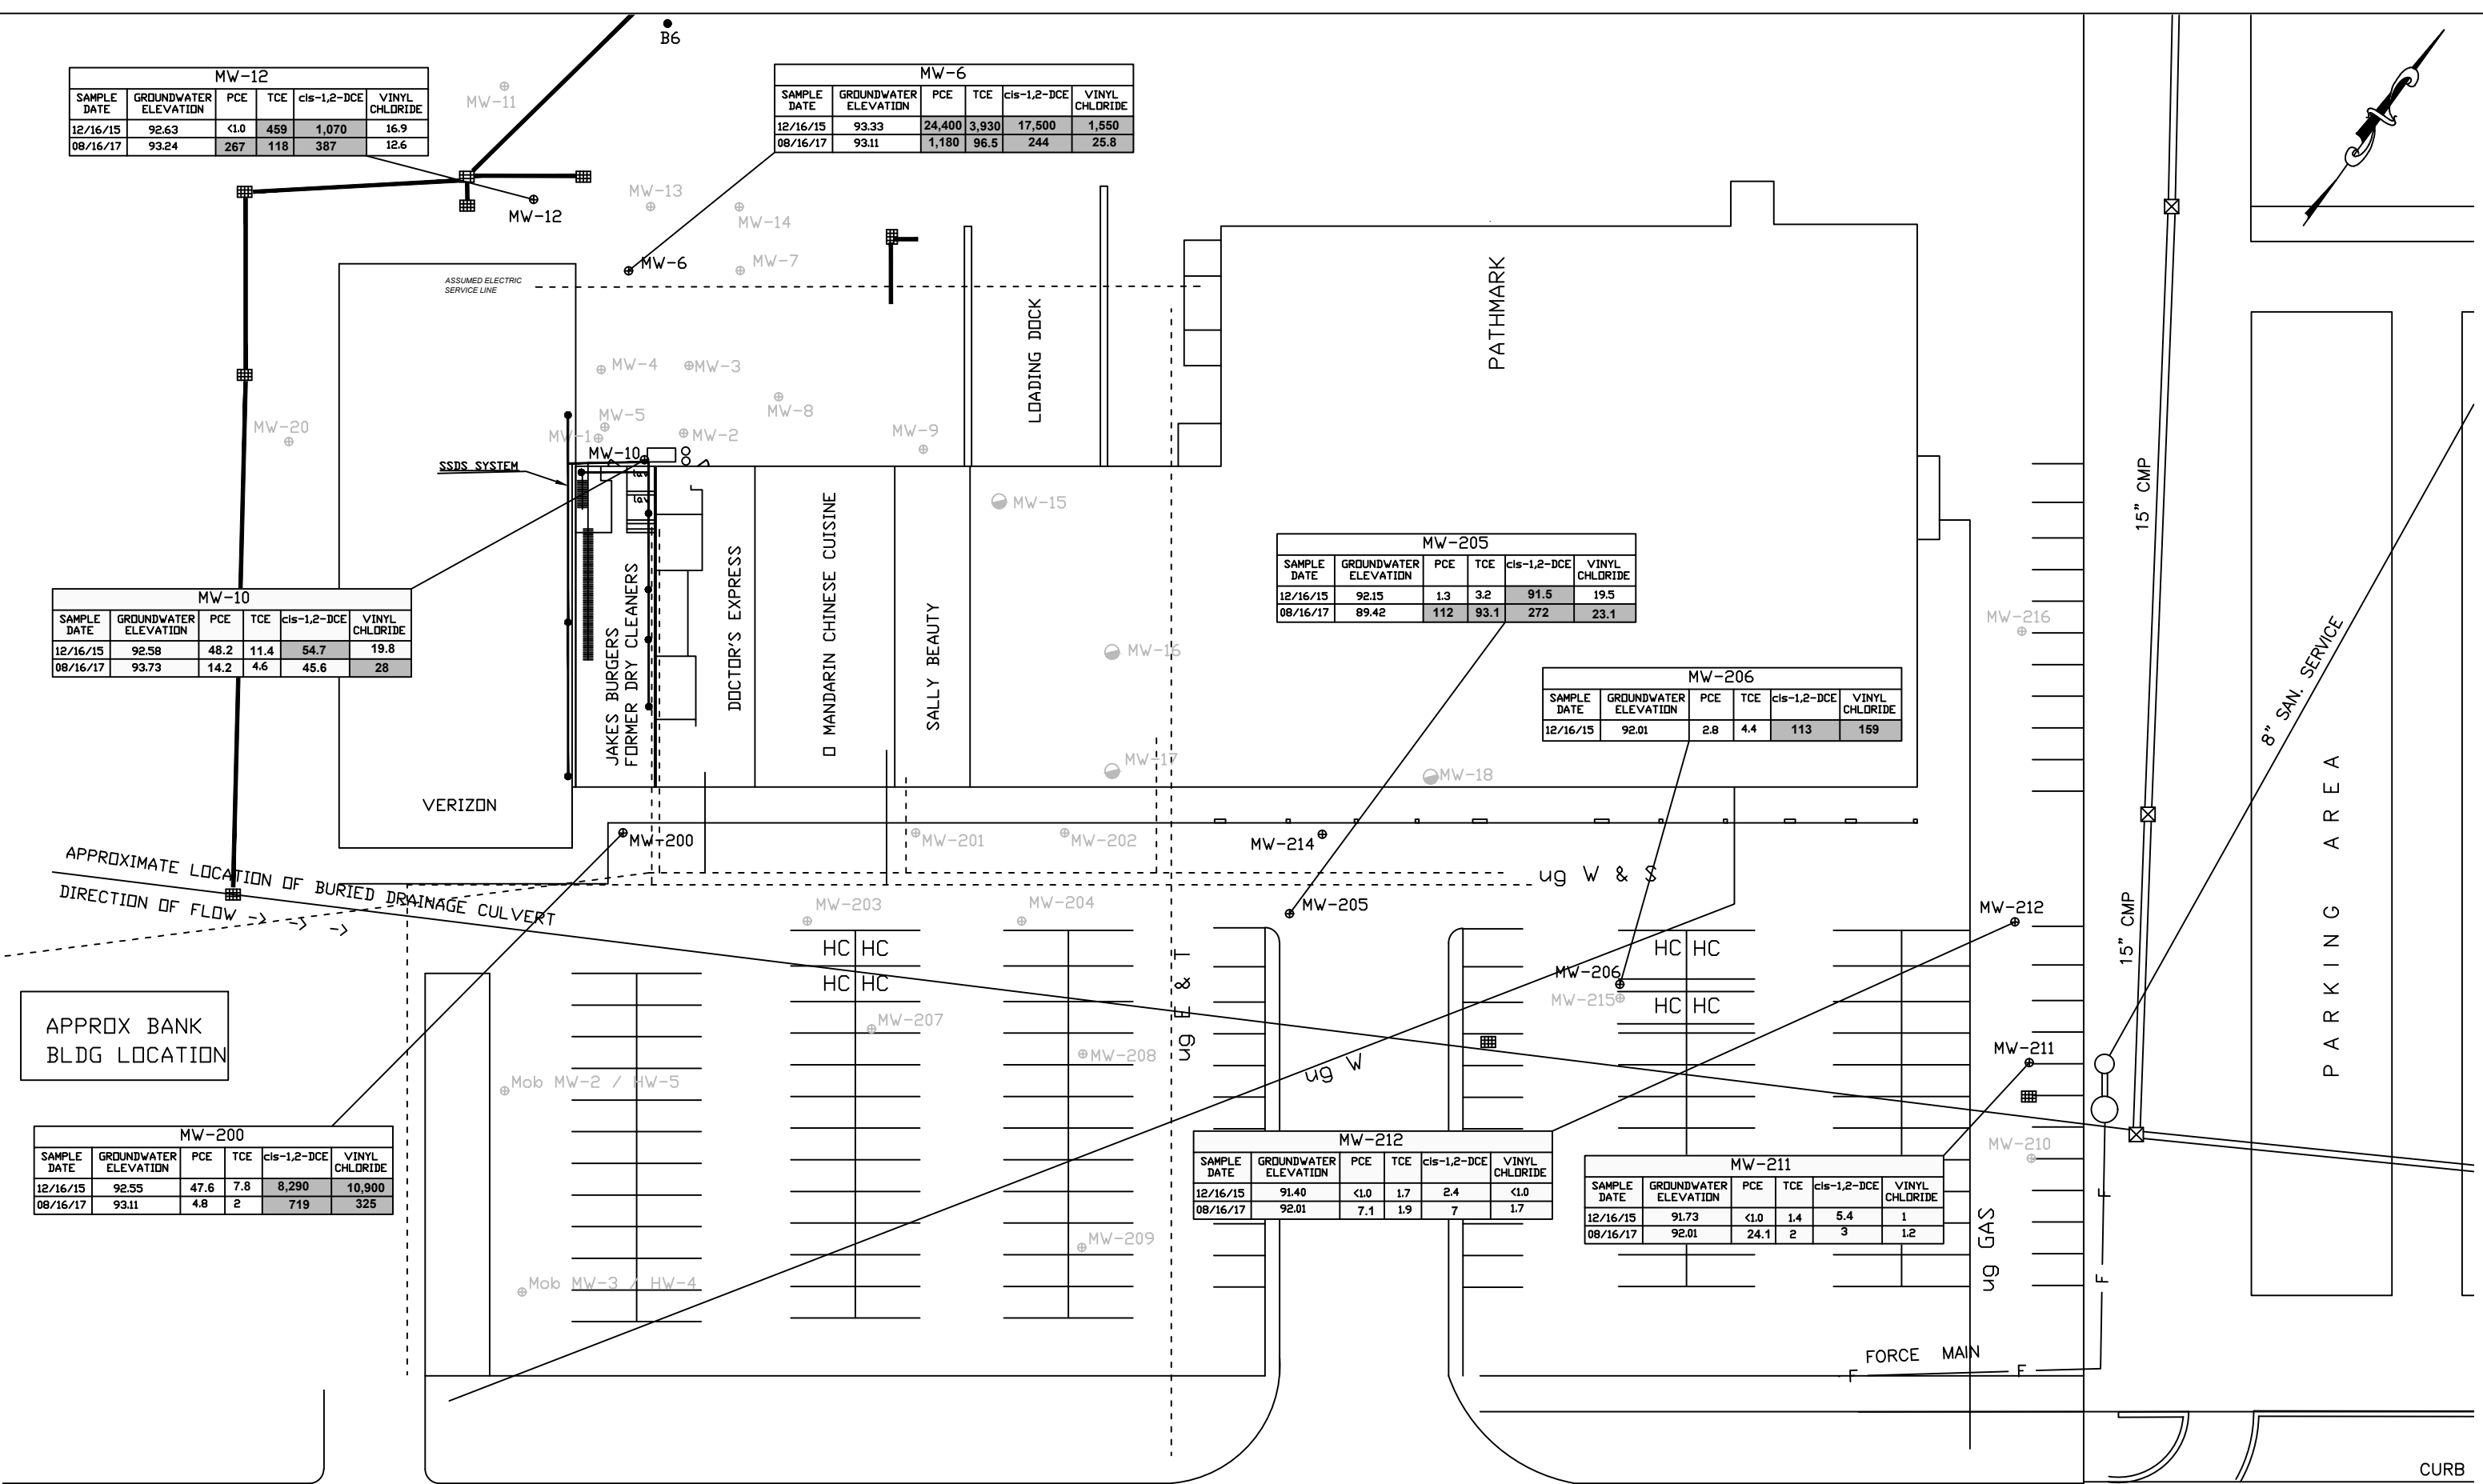 B6
MW-12
SAMPLE DATE GROUNDWATER ELEVATION PCE TCE cis-1,2-DCE VINYL CHLORIDE
12/16/15 92.63 <1.0 459 1,070 16.9
08/16/17 93.24 267 118 387 12.6
MW-11
MW-6
SAMPLE DATE GROUNDWATER ELEVATION PCE TCE cis-1,2-DCE VINYL CHLORIDE
12/16/15 93.33 24,400 3,930 17,500 1,550
08/16/17 93.11 1,180 96.5 244 25.8
MW-13
MW-12
MW-14
MW-6
MW-7
ASSUMED ELECTRIC
SERVICE LINE
LOADING DOCK
PATHMARK
MW-4
MW-3
MW-8
MW-5
MW-20
MW-1
MW-2
MW-9
MW-10
SSDS SYSTEM
lav
lav
MW-15
15" CMP
JAKES BURGERS
FORMER DRY CLEANERS
DOCTOR'S EXPRESS
MANDARIN CHINESE CUISINE
SALLY BEAUTY
MW-205
SAMPLE DATE GROUNDWATER ELEVATION PCE TCE cis-1,2-DCE VINYL CHLORIDE
12/16/15 92.15 1.3 3.2 91.5 19.5
08/16/17 89.42 112 93.1 272 23.1
MW-10
SAMPLE DATE GROUNDWATER ELEVATION PCE TCE cis-1,2-DCE VINYL CHLORIDE
12/16/15 92.58 48.2 11.4 54.7 19.8
08/16/17 93.73 14.2 4.6 45.6 28
MW-216
MW-16
8" SAN. SERVICE
MW-206
SAMPLE DATE GROUNDWATER ELEVATION PCE TCE cis-1,2-DCE VINYL CHLORIDE
12/16/15 92.01 2.8 4.4 113 159
MW-17
MW-18
VERIZON
PARKING AREA
MW-200
MW-201
MW-202
MW-214
APPROXIMATE LOCATION OF BURIED DRAINAGE CULVERT
DIRECTION OF FLOW -> -> ->
ug W & S
MW-203
MW-204
MW-205
MW-212
15" CMP
HC HC
HC HC
HC HC
HC HC
MW-206
MW-215
ug E & T
APPROX BANK
BLDG LOCATION
MW-207
MW-208
ug W
MW-211
Mob MW-2 / HW-5
MW-200
SAMPLE DATE GROUNDWATER ELEVATION PCE TCE cis-1,2-DCE VINYL CHLORIDE
12/16/15 92.55 47.6 7.8 8,290 10,900
08/16/17 93.11 4.8 2 719 325
MW-212
SAMPLE DATE GROUNDWATER ELEVATION PCE TCE cis-1,2-DCE VINYL CHLORIDE
12/16/15 91.40 <1.0 1.7 2.4 <1.0
08/16/17 92.01 7.1 1.9 7 1.7
MW-210
MW-211
SAMPLE DATE GROUNDWATER ELEVATION PCE TCE cis-1,2-DCE VINYL CHLORIDE
12/16/15 91.73 <1.0 1.4 5.4 1
08/16/17 92.01 24.1 2 3 1.2
F
MW-209
ug GAS
F
Mob MW-3 / HW-4
FORCE MAIN
F
F
CURB